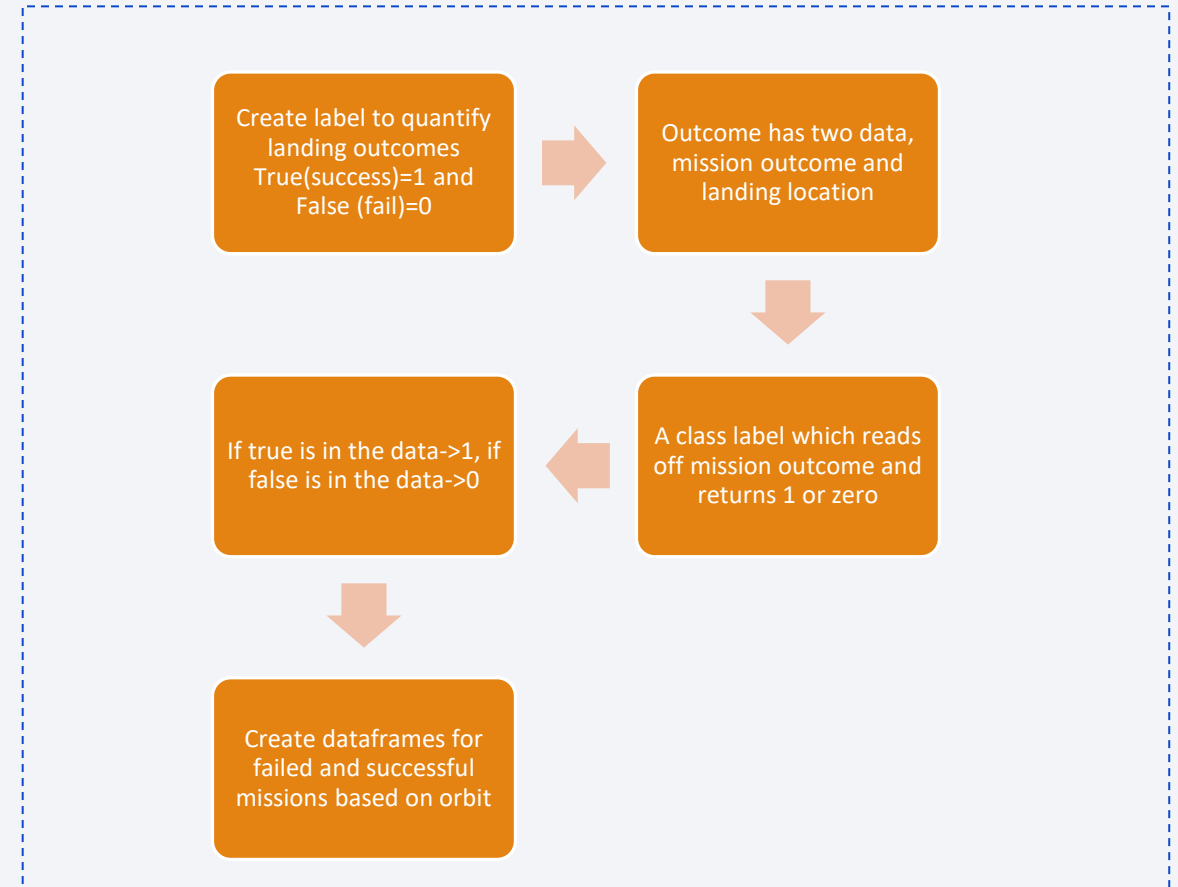 Create label to quantify
landing outcomes
True(success)=1 and
False (fail)=0
Outcome has two data,
mission outcome and
landing location
A class label which reads
off mission outcome and
returns 1 or zero
If true is in the data->1, if
false is in the data->0
Create dataframes for
failed and successful
missions based on orbit